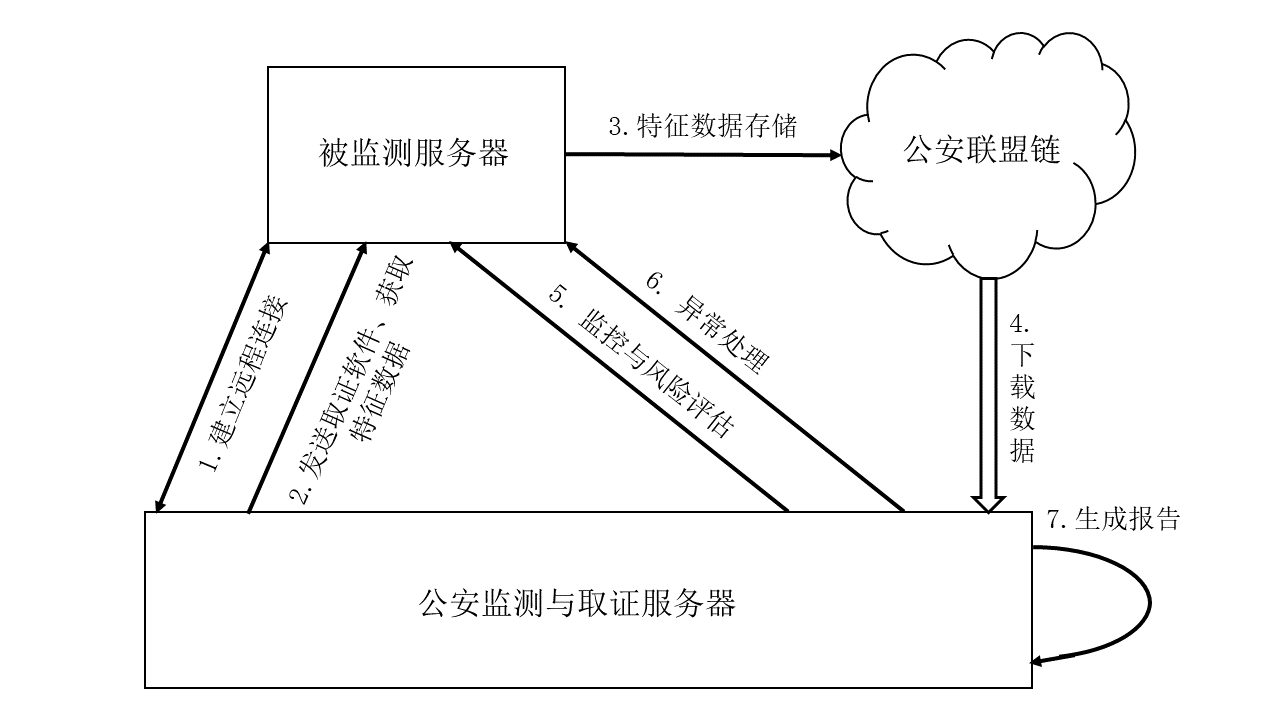 被监测服务器
3.特征数据存储
公安联盟链
1.建立远程连接
2.发送取证软件、获取
特征数据
5. 监控与风险评估
6. 异常处理
4.
下
载
数
据
7.生成报告
公安监测与取证服务器